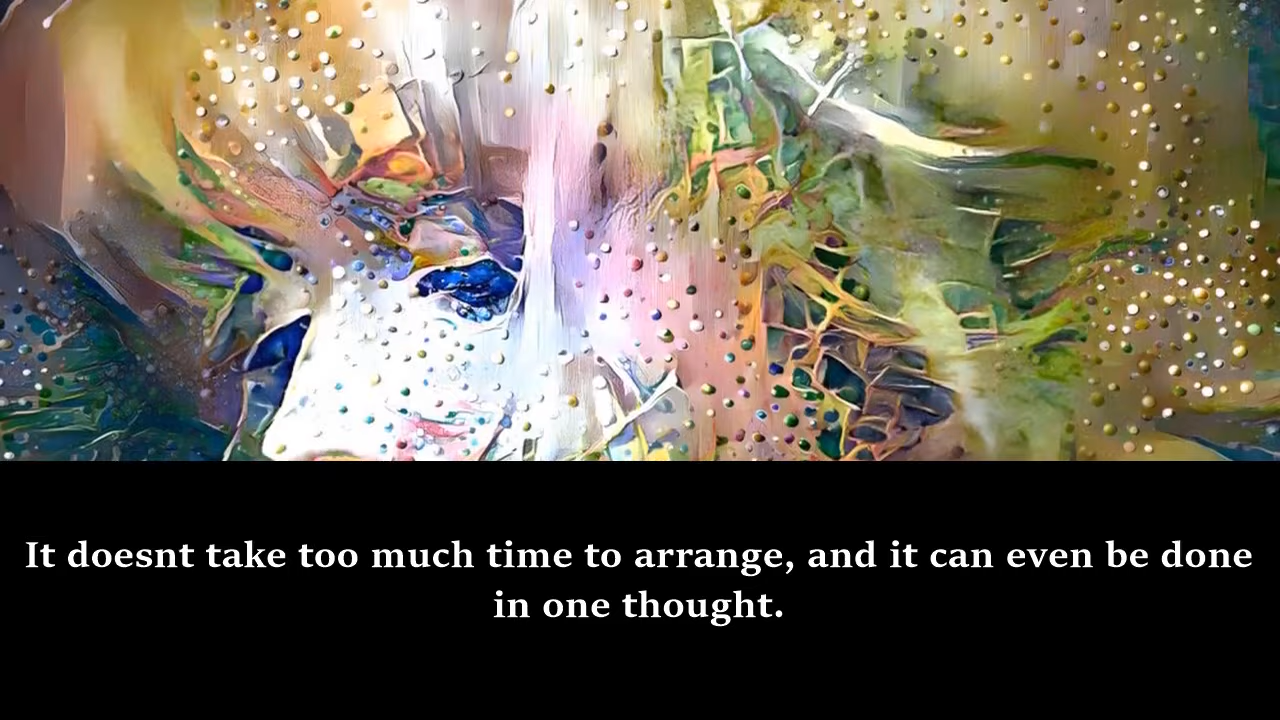 It doesnt take too much time to arrange, and it can even be done
in one thought.